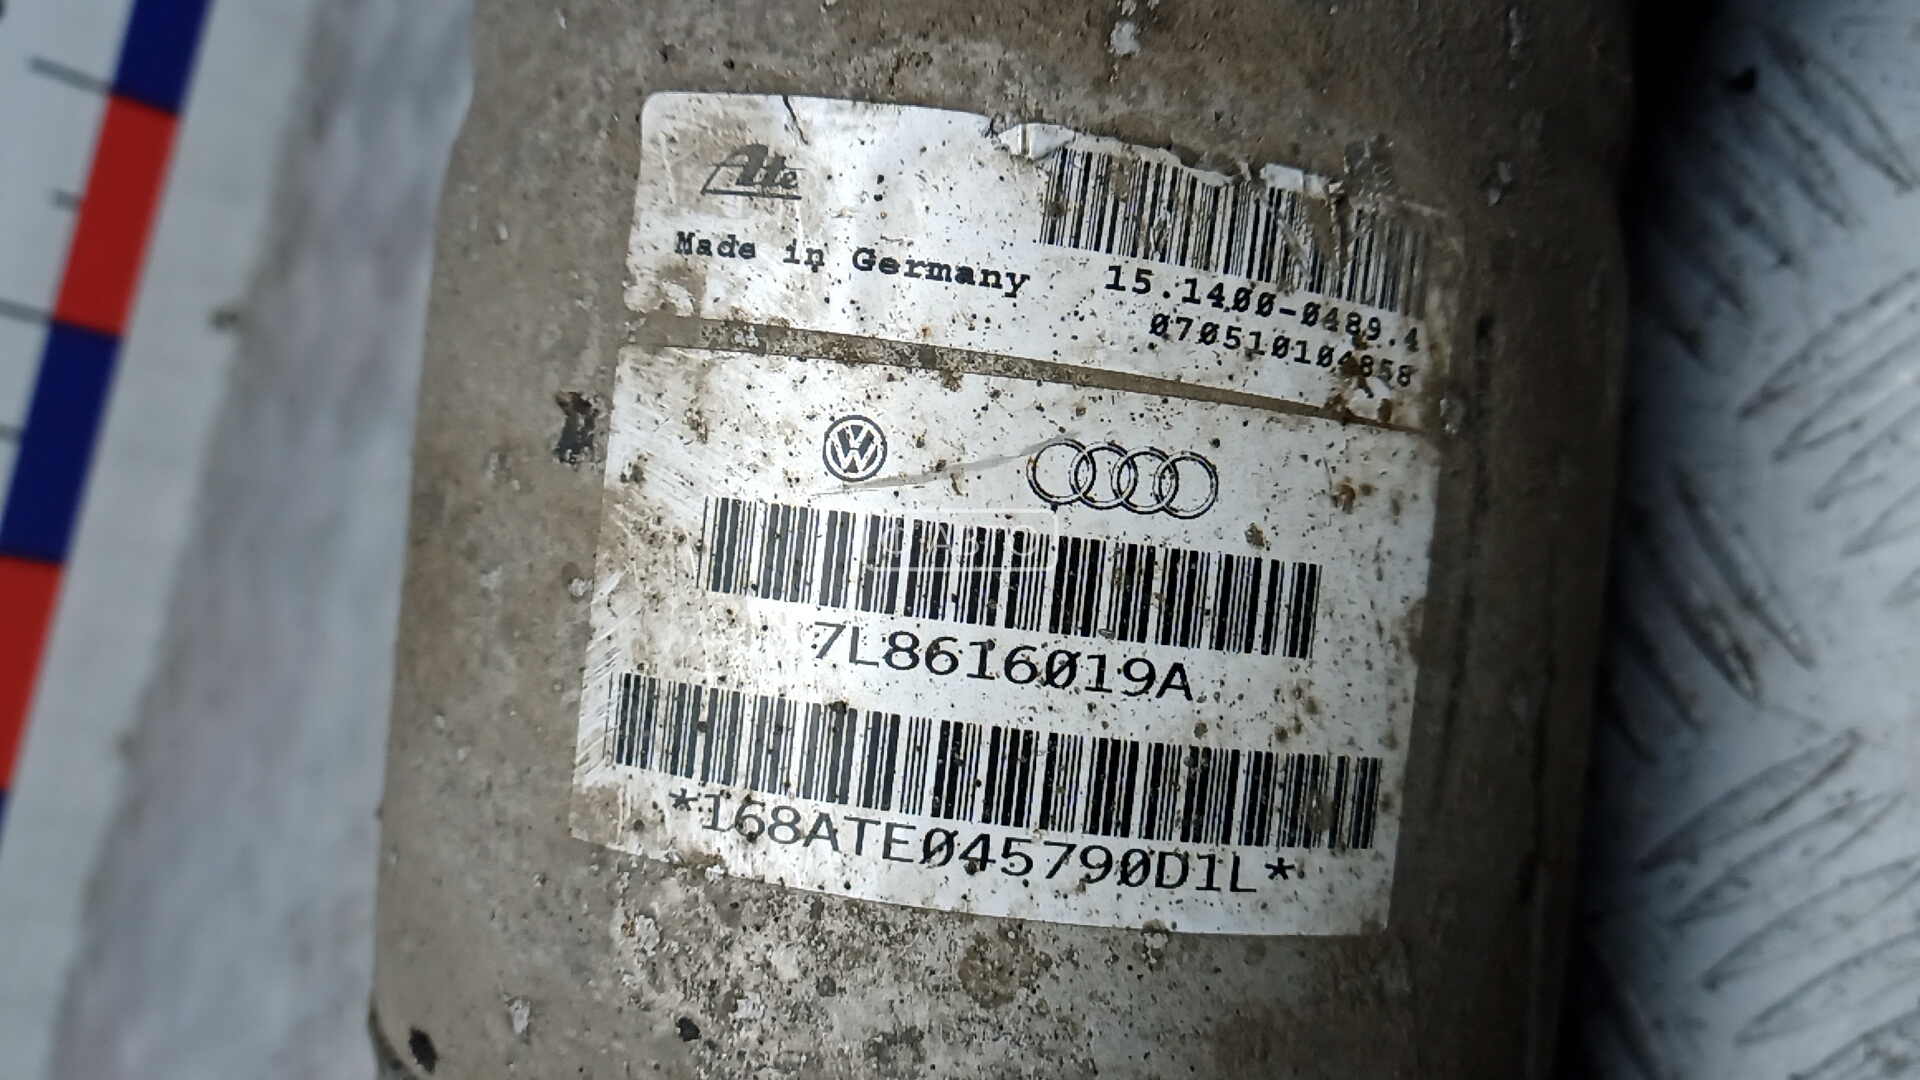 Ate
Made in Germany
15.1400-0489.4
070510104858
7L8616019A
*168ATE045790D1L*